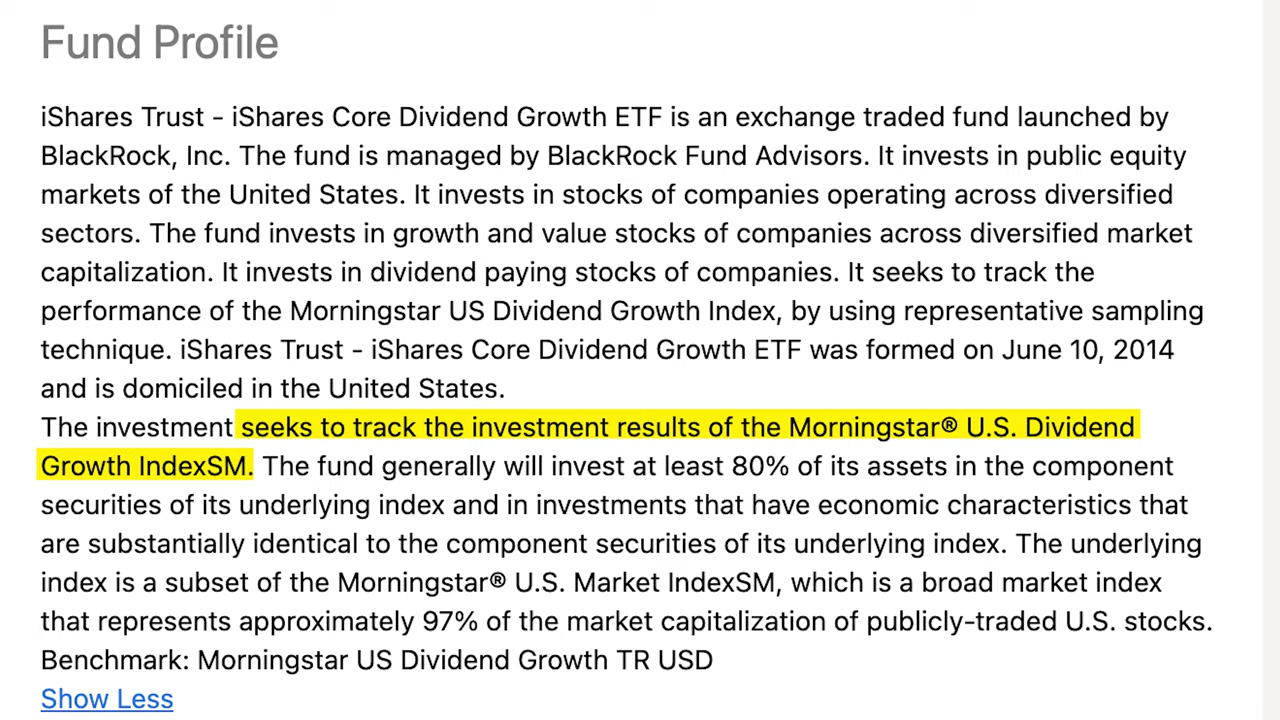 Fund Profile
iShares Trust - iShares Core Dividend Growth ETF is an exchange traded fund launched by
BlackRock, Inc. The fund is managed by BlackRock Fund Advisors. It invests in public equity
markets of the United States. It invests in stocks of companies operating across diversified
sectors. The fund invests in growth and value stocks of companies across diversified market
capitalization. It invests in dividend paying stocks of companies. It seeks to track the
performance of the Morningstar US Dividend Growth Index, by using representative sampling
technique. iShares Trust - iShares Core Dividend Growth ETF was formed on June 10, 2014
and is domiciled in the United States.
The investment seeks to track the investment results of the Morningstar® U.S. Dividend
Growth IndexSM. The fund generally will invest at least 80% of its assets in the component
securities of its underlying index and in investments that have economic characteristics that
are substantially identical to the component securities of its underlying index. The underlying
index is a subset of the Morningstar® U.S. Market IndexSM, which is a broad market index
that represents approximately 97% of the market capitalization of publicly-traded U.S. stocks.
Benchmark: Morningstar US Dividend Growth TR USD
Show Less